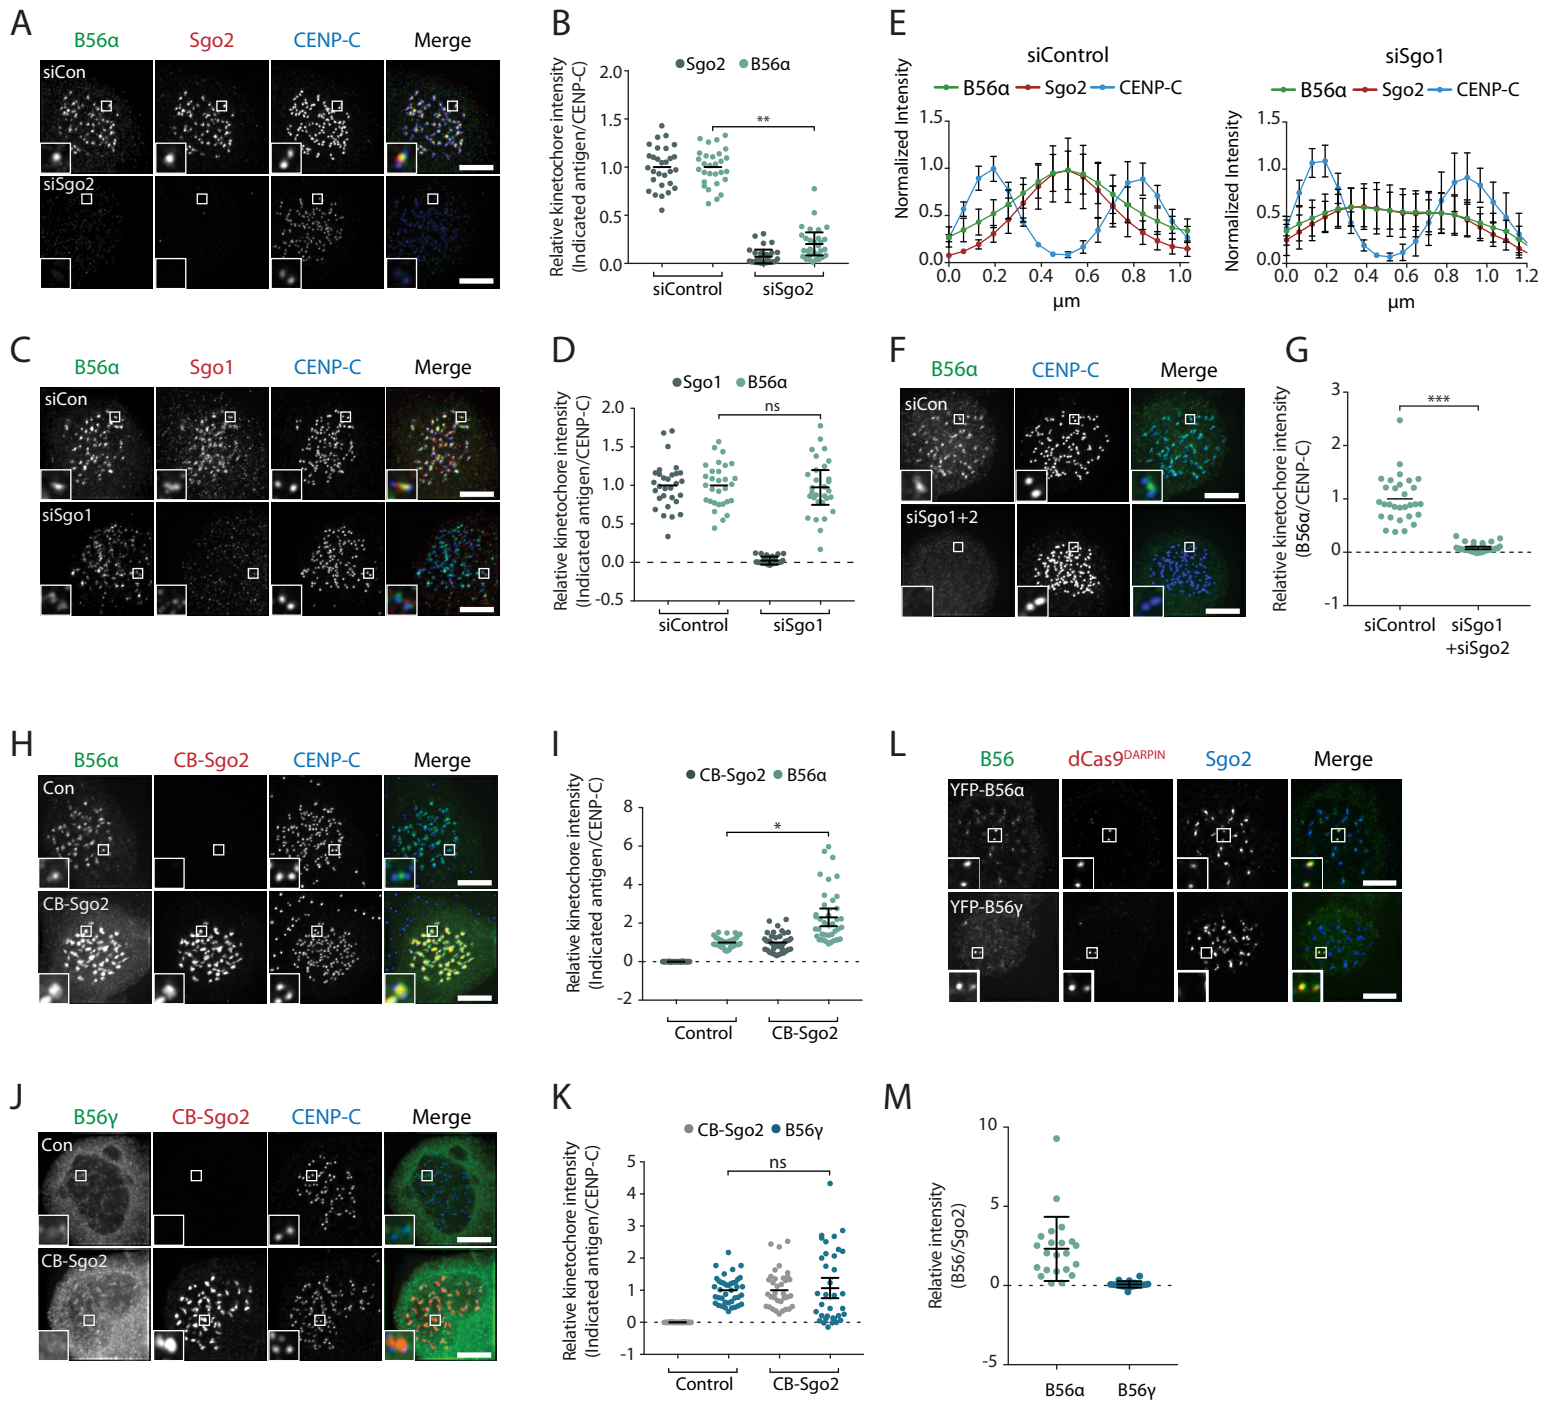 A
B56α Sgo2 CENP-C Merge
siCon
siSgo2
B
Sgo2 B56α
Relative kinetochore intensity
(Indicated antigen/CENP-C)
2.0
1.5
1.0
0.5
0.0
**
siControl siSgo2
E
siControl
B56α Sgo2 CENP-C
Normalized Intensity
1.5
1.0
0.5
0.0
0.0 0.2 0.4 0.6 0.8 1.0
µm
siSgo1
B56α Sgo2 CENP-C
Normalized Intensity
1.5
1.0
0.5
0.0
0.0 0.2 0.4 0.6 0.8 1.0 1.2
µm
C
B56α Sgo1 CENP-C Merge
siCon
siSgo1
D
Sgo1 B56α
Relative kinetochore intensity
(Indicated antigen/CENP-C)
2.0
1.5
1.0
0.5
0.0
-0.5
ns
siControl siSgo1
F
B56α CENP-C Merge
siCon
siSgo1+2
G
Relative kinetochore intensity
(B56α/CENP-C)
3
2
1
0
-1
***
siControl siSgo1
+siSgo2
H
B56α CB-Sgo2 CENP-C Merge
Con
CB-Sgo2
I
CB-Sgo2 B56α
Relative kinetochore intensity
(Indicated antigen/CENP-C)
8
6
4
2
0
-2
*
Control CB-Sgo2
L
B56 dCas9DARPIN Sgo2 Merge
YFP-B56α
YFP-B56γ
J
B56γ CB-Sgo2 CENP-C Merge
Con
CB-Sgo2
K
CB-Sgo2 B56γ
Relative kinetochore intensity
(Indicated antigen/CENP-C)
5
4
3
2
1
0
-1
ns
Control CB-Sgo2
M
Relative intensity
(B56/Sgo2)
10
5
0
-5
B56α B56γ